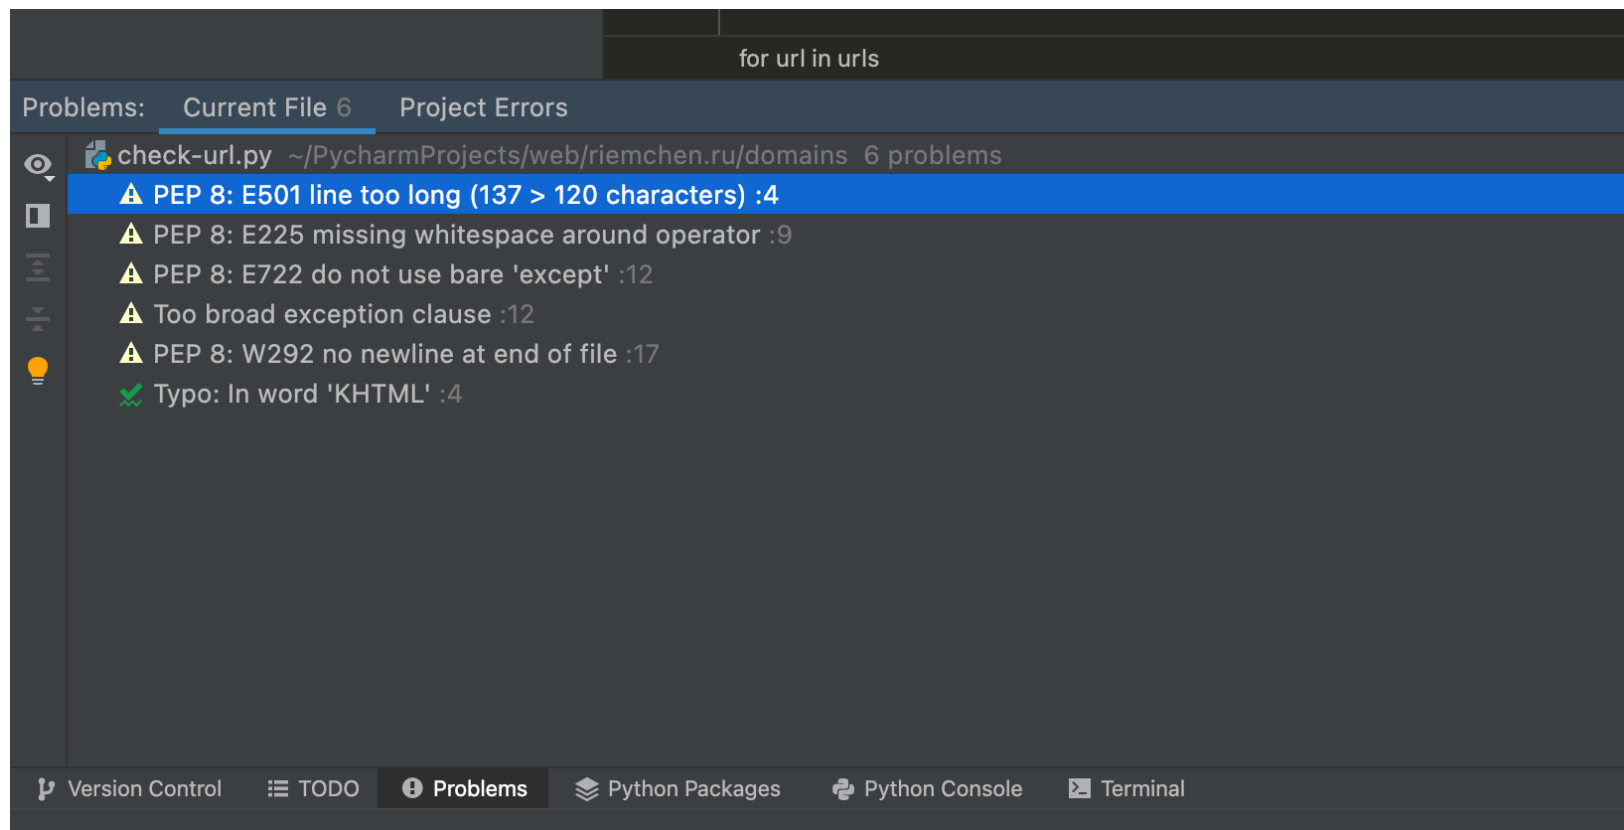 for url in urls
Problems: Current File 6 Project Errors
check-url.py ~/PycharmProjects/web/riemchen.ru/domains 6 problems
PEP 8: E501 line too long (137 > 120 characters) :4
PEP 8: E225 missing whitespace around operator :9
PEP 8: E722 do not use bare 'except' :12
Too broad exception clause :12
PEP 8: W292 no newline at end of file :17
Typo: In word 'KHTML' :4
Version Control TODO Problems Python Packages Python Console Terminal